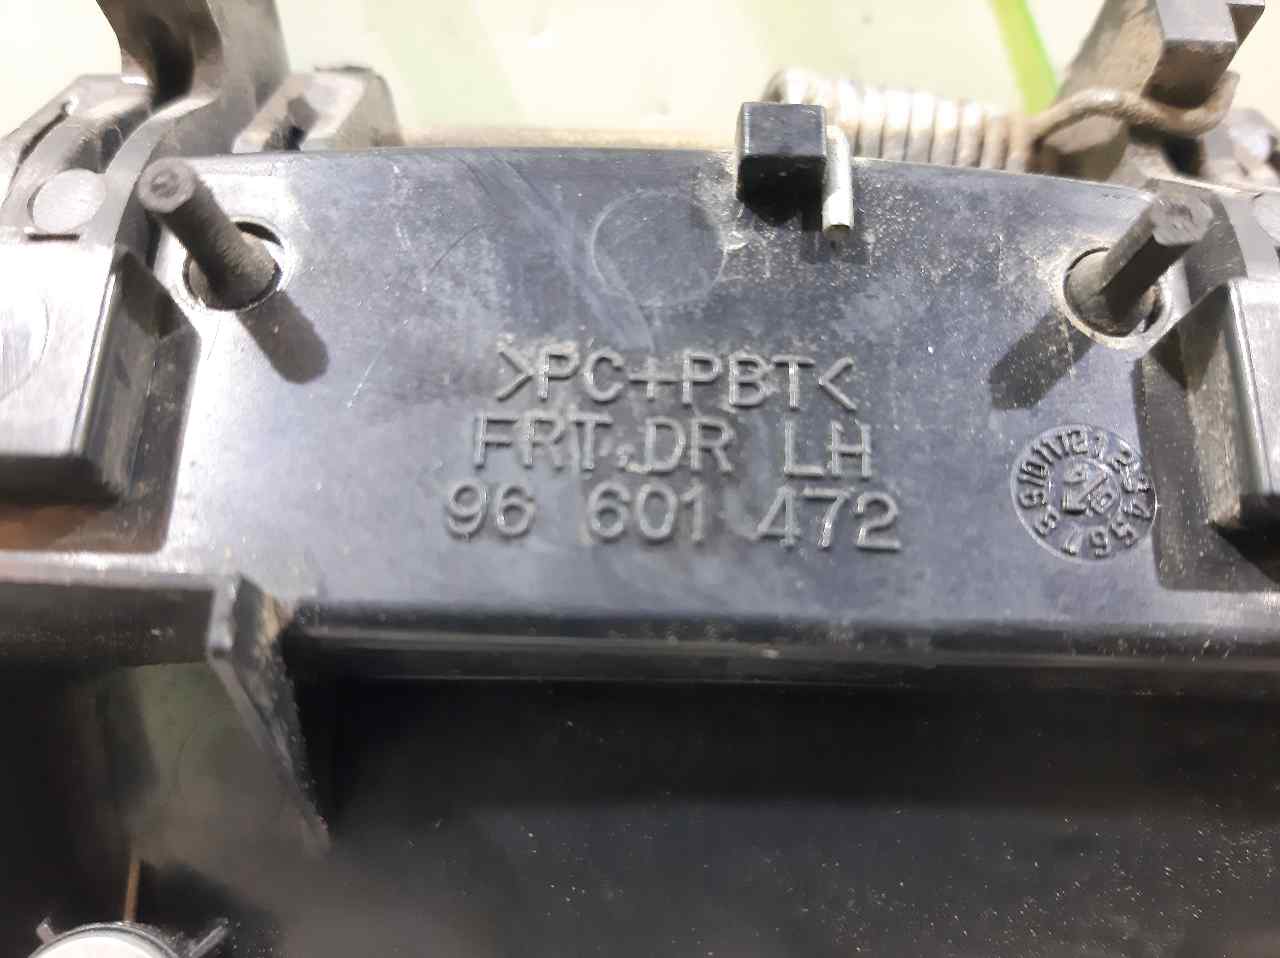 >PC+PBT<
FRT.DR LH
96 601 472